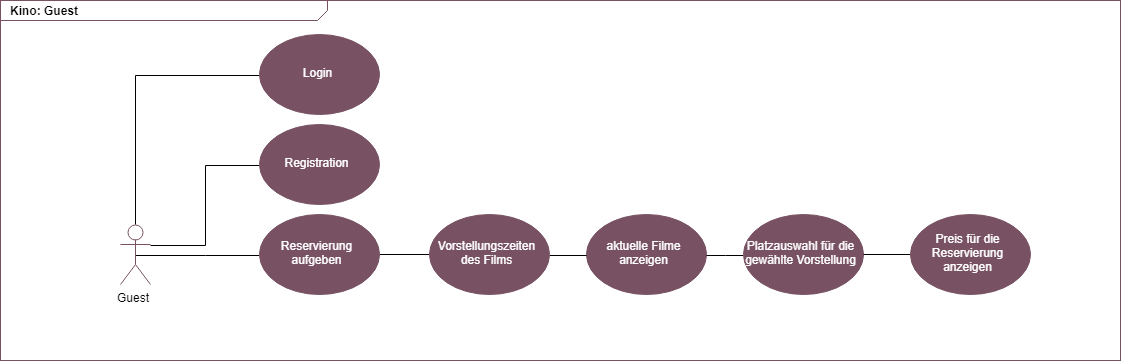 Kino: Guest
Login
Registration
Reservierung
aufgeben
Vorstellungszeiten
des Films
aktuelle Filme
anzeigen
Platzauswahl für die
gewählte Vorstellung
Preis für die
Reservierung
anzeigen
Guest